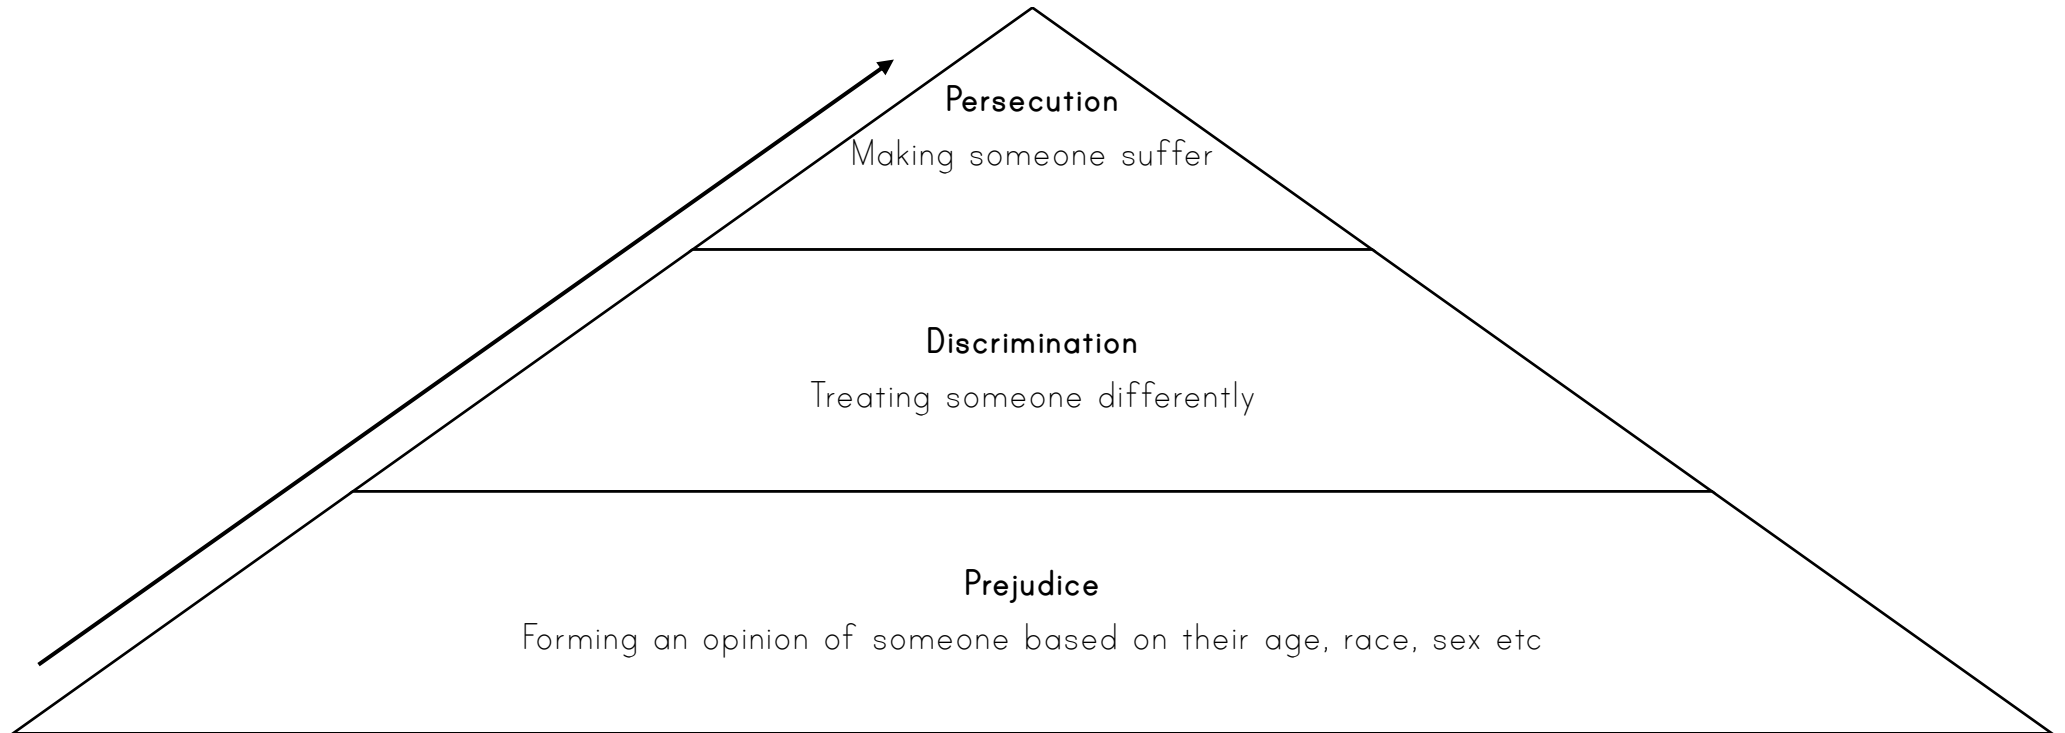 Persecution
Making someone suffer
Discrimination
Treating someone differently
Prejudice
Forming an opinion of someone based on their age, race, sex etc